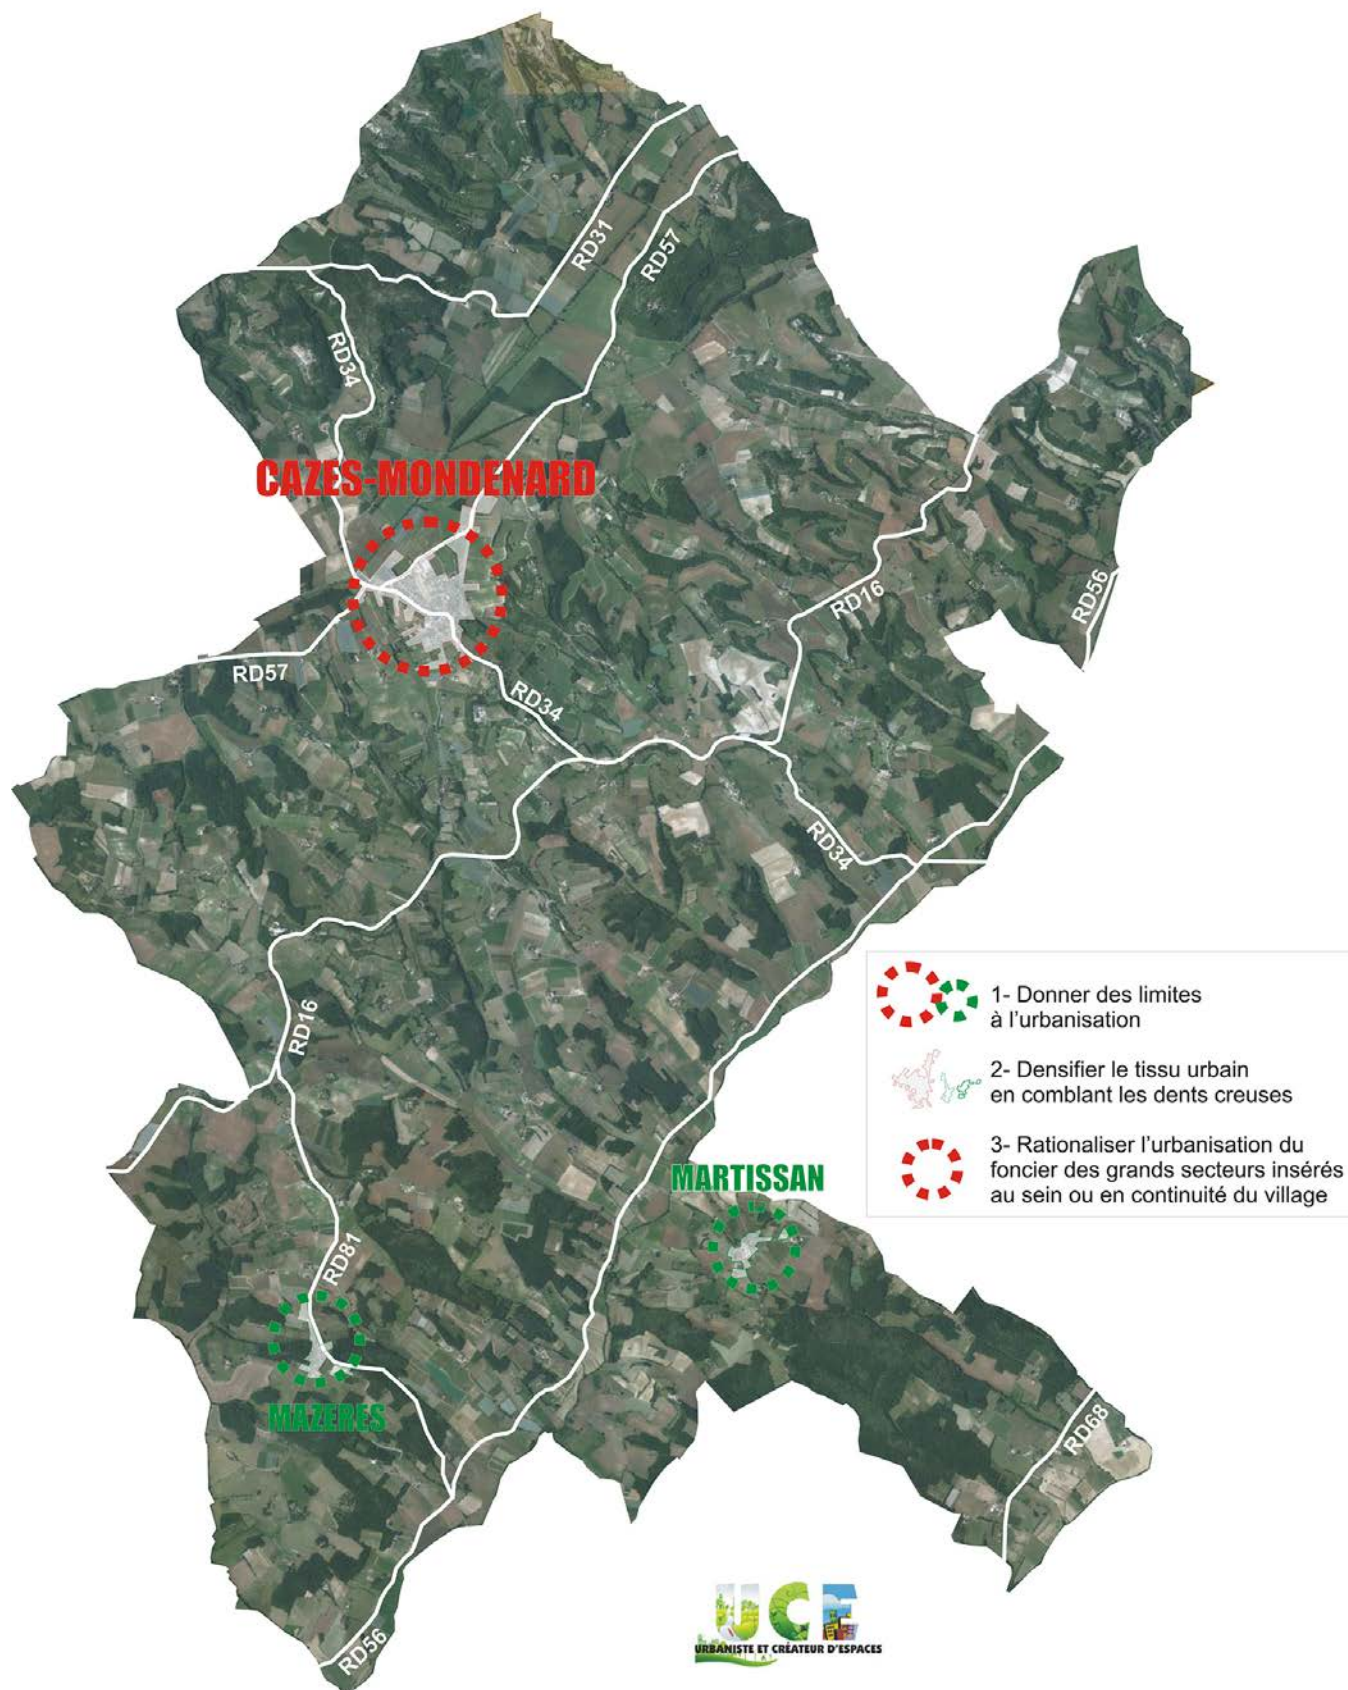 RD31
RD57
RD34
CAZES-MONDENARD
RD56
RD16
RD57
RD34
RD34
RD16
1- Donner des limites
à l'urbanisation
2- Densifier le tissu urbain
en comblant les dents creuses
3- Rationaliser l'urbanisation du
foncier des grands secteurs insérés
au sein ou en continuité du village
MARTISSAN
RD81
MAZERES
RD68
RD56
UCE
URBANISTE ET CRÉATEUR D'ESPACES